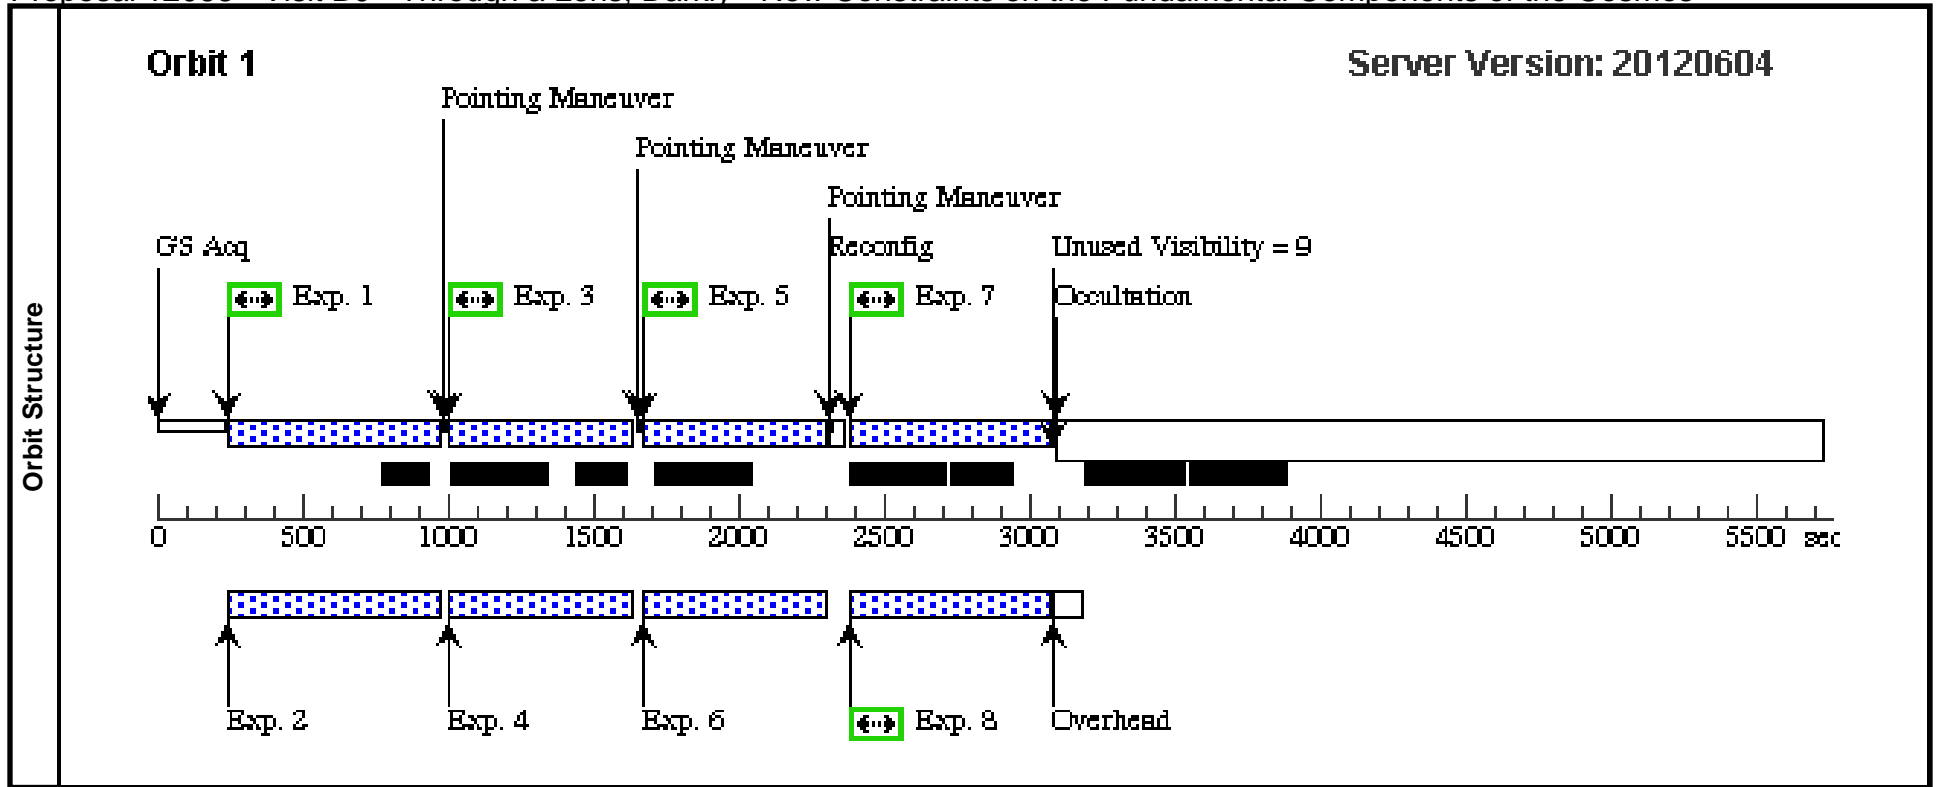 Orbit 1
Server Version: 20120604
Pointing Maneuver
Pointing Maneuver
Pointing Maneuver
GS Acq
Reconfig
Unused Visibility = 9
Exp. 1
Exp. 3
Exp. 5
Exp. 7
Occultation
Orbit Structure
0 500 1000 1500 2000 2500 3000 3500 4000 4500 5000 5500 sec
Exp. 2
Exp. 4
Exp. 6
Exp. 8
Overhead